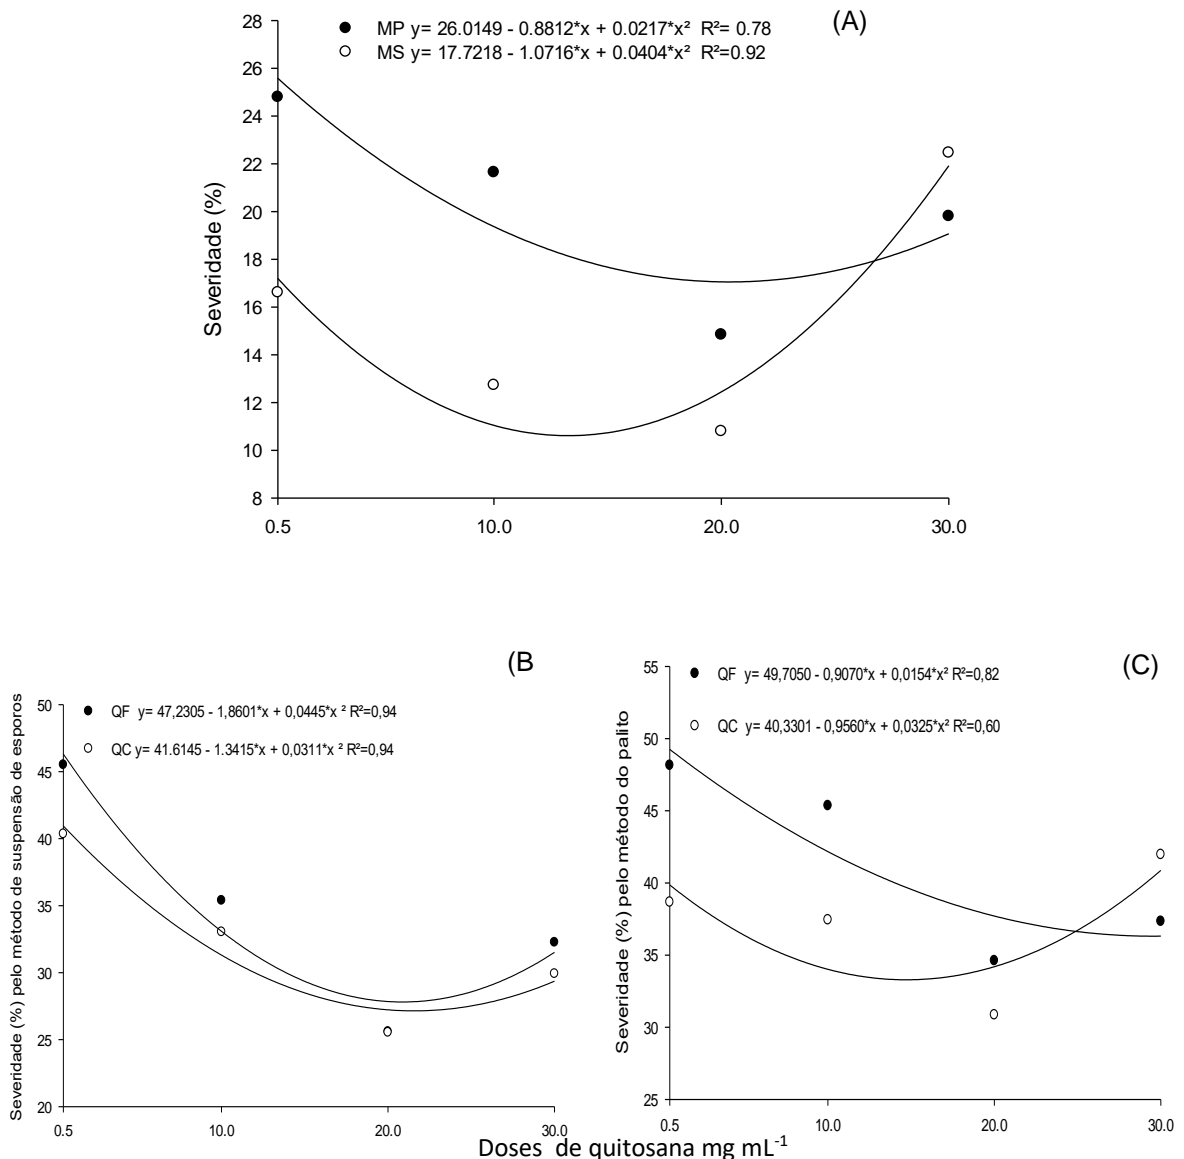 (A)
MP y= 26.0149 - 0.8812*x + 0.0217*x² R²= 0.78
MS y= 17.7218 - 1.0716*x + 0.0404*x² R²=0.92
Severidade (%)
28
26
24
22
20
18
16
14
12
10
8
0.5 10.0 20.0 30.0
(B
QF y= 47,2305 - 1,8601*x + 0,0445*x ² R²=0,94
QC y= 41.6145 - 1.3415*x + 0,0311*x ² R²=0,94
Severidade (%) pelo método de suspensão de esporos
50
45
40
35
30
25
20
0.5 10.0 20.0 30.0
(C)
QF y= 49,7050 - 0,9070*x + 0,0154*x² R²=0,82
QC y= 40,3301 - 0,9560*x + 0,0325*x² R²=0,60
Severidade (%) pelo método do palito
55
50
45
40
35
30
25
0.5 10.0 20.0 30.0
Doses de quitosana mg mL⁻¹